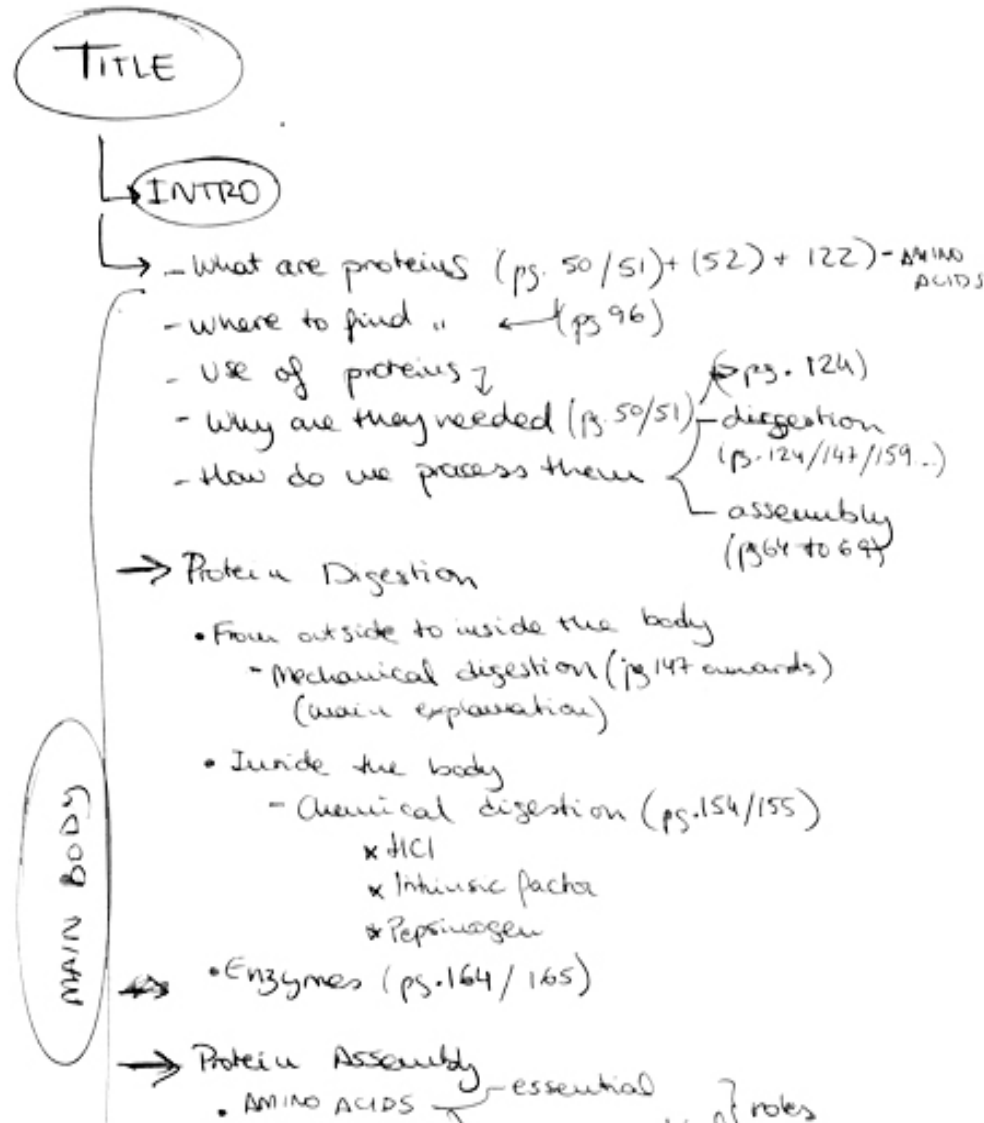 TITLE
INTRO
- What are proteins (pg. 50/51) + (52) + 122) - AMINO ACIDS
- Where to find " ← (pg 96)
- Use of proteins
- Why are they needed (pg. 50/51)
- How do we process them
→ pg. 124)
- digestion
(pg. 124/147/159...)
- assembly
(pg 64 to 69)
→ Protein Digestion
• From outside to inside the body
- Mechanical digestion (pg 147 onwards)
(main explanation)
• Inside the body
- Chemical digestion (pg. 154/155)
* HCl
* Intrinsic factor
* Pepsinogen
• Enzymes (pg. 164/165)
MAIN BODY
→ Protein Assembly
• AMINO ACIDS
- essential
} roles